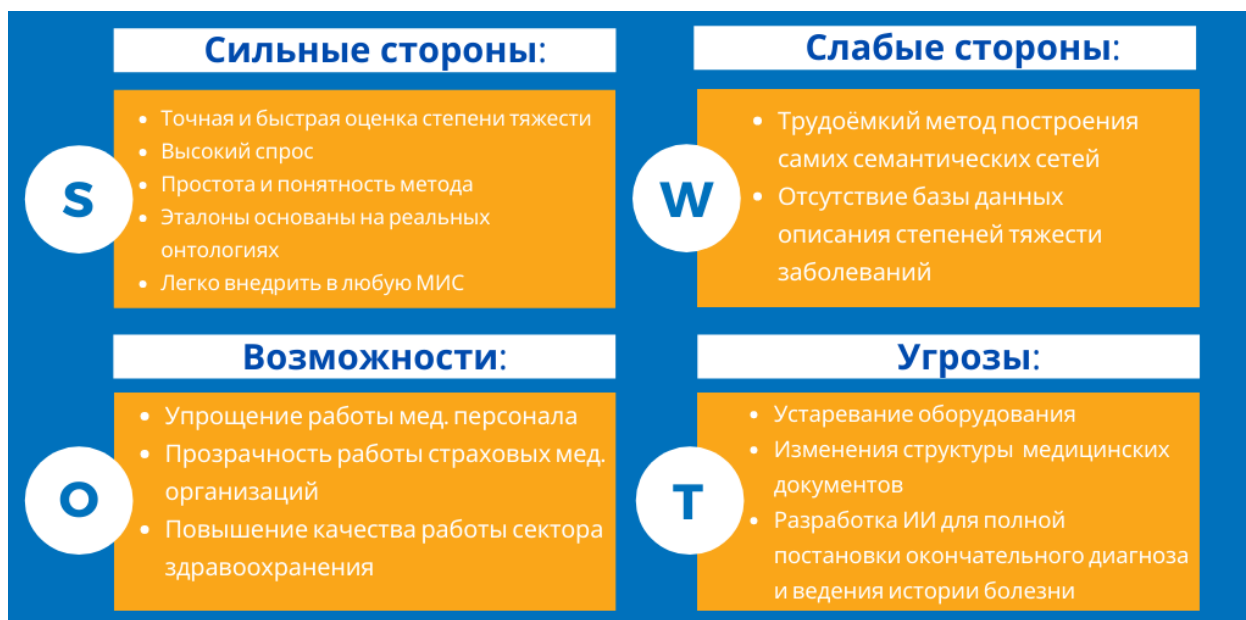 Сильные стороны:
S
• Точная и быстрая оценка степени тяжести
• Высокий спрос
• Простота и понятность метода
• Эталоны основаны на реальных
онтологиях
• Легко внедрить в любую МИС
Слабые стороны:
W
• Трудоёмкий метод построения
самих семантических сетей
• Отсутствие базы данных
описания степеней тяжести
заболеваний
Возможности:
O
• Упрощение работы мед. персонала
• Прозрачность работы страховых мед.
организаций
• Повышение качества работы сектора
здравоохранения
Угрозы:
T
• Устаревание оборудования
• Изменения структуры медицинских
документов
• Разработка ИИ для полной
постановки окончательного диагноза
и ведения истории болезни